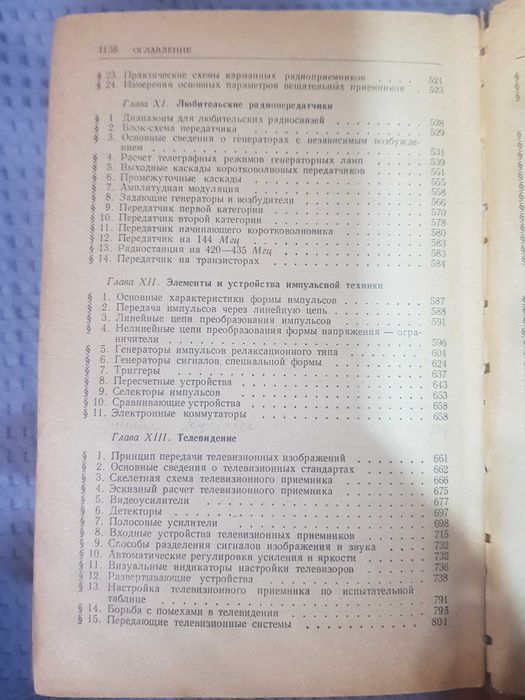 1156 ОГЛАВЛЕНИЕ
§ 23. Практические схемы карманных радиоприемников 521
§ 24. Измерения основных параметров вещательных приемников 523
Глава XI. Любительские радиопередатчики
§ 1 Диапазоны для любительских радиосвязей 528
§ 2. Блок-схема передатчика 529
§ 3. Основные сведения о генераторах с независимым возбужде-
нием 531
§ 4. Расчет телеграфных режимов генераторных ламп 539
§ 5. Выходные каскады коротковолновых передатчиков 551
§ 6. Промежуточные каскады 555
§ 7. Амплитудная модуляция 558
§ 8. Задающие генераторы и возбудители 566
§ 9. Передатчик первой категории 570
§ 10. Передатчик второй категории 578
§ 11. Передатчик начинающего коротковолновика 580
§ 12. Передатчик на 144 Мгц 583
§ 13. Радиостанция на 420—435 Мгц 583
§ 14. Передатчик на транзисторах 584
Глава XII. Элементы и устройства импульсной техники
§ 1. Основные характеристики формы импульсов 587
§ 2. Передача импульсов через линейную цепь 588
§ 3. Линейные цепи преобразования импульсов 591
§ 4. Нелинейные цепи преобразования формы напряжения — огра-
ничители 596
§ 5. Генераторы импульсов релаксационного типа 604
§ 6. Генераторы сигналов специальной формы 624
§ 7. Триггеры 637
§ 8. Пересчетные устройства 643
§ 9. Селекторы импульсов 653
§ 10. Сравнивающие устройства 658
§ 11. Электронные коммутаторы 658
Глава XIII. Телевидение
§ 1. Принцип передачи телевизионных изображений 661
§ 2. Основные сведения о телевизионных стандартах 662
§ 3. Скелетная схема телевизионного приемника 666
§ 4. Эскизный расчет телевизионного приемника 675
§ 5. Видеоусилители 677
§ 6. Детекторы 697
§ 7. Полосовые усилители 698
§ 8. Входные устройства телевизионных приемников 715
§ 9. Способы разделения сигналов изображения и звука 732
§ 10. Автоматические регулировки усиления и яркости 732
§ 11. Визуальные индикаторы настройки телевизоров 736
§ 12. Развертывающие устройства 738
§ 13. Настройка телевизионного приемника по испытательной
таблице 791
§ 14. Борьба с помехами в телевидении 795
§ 15. Передающие телевизионные системы 801